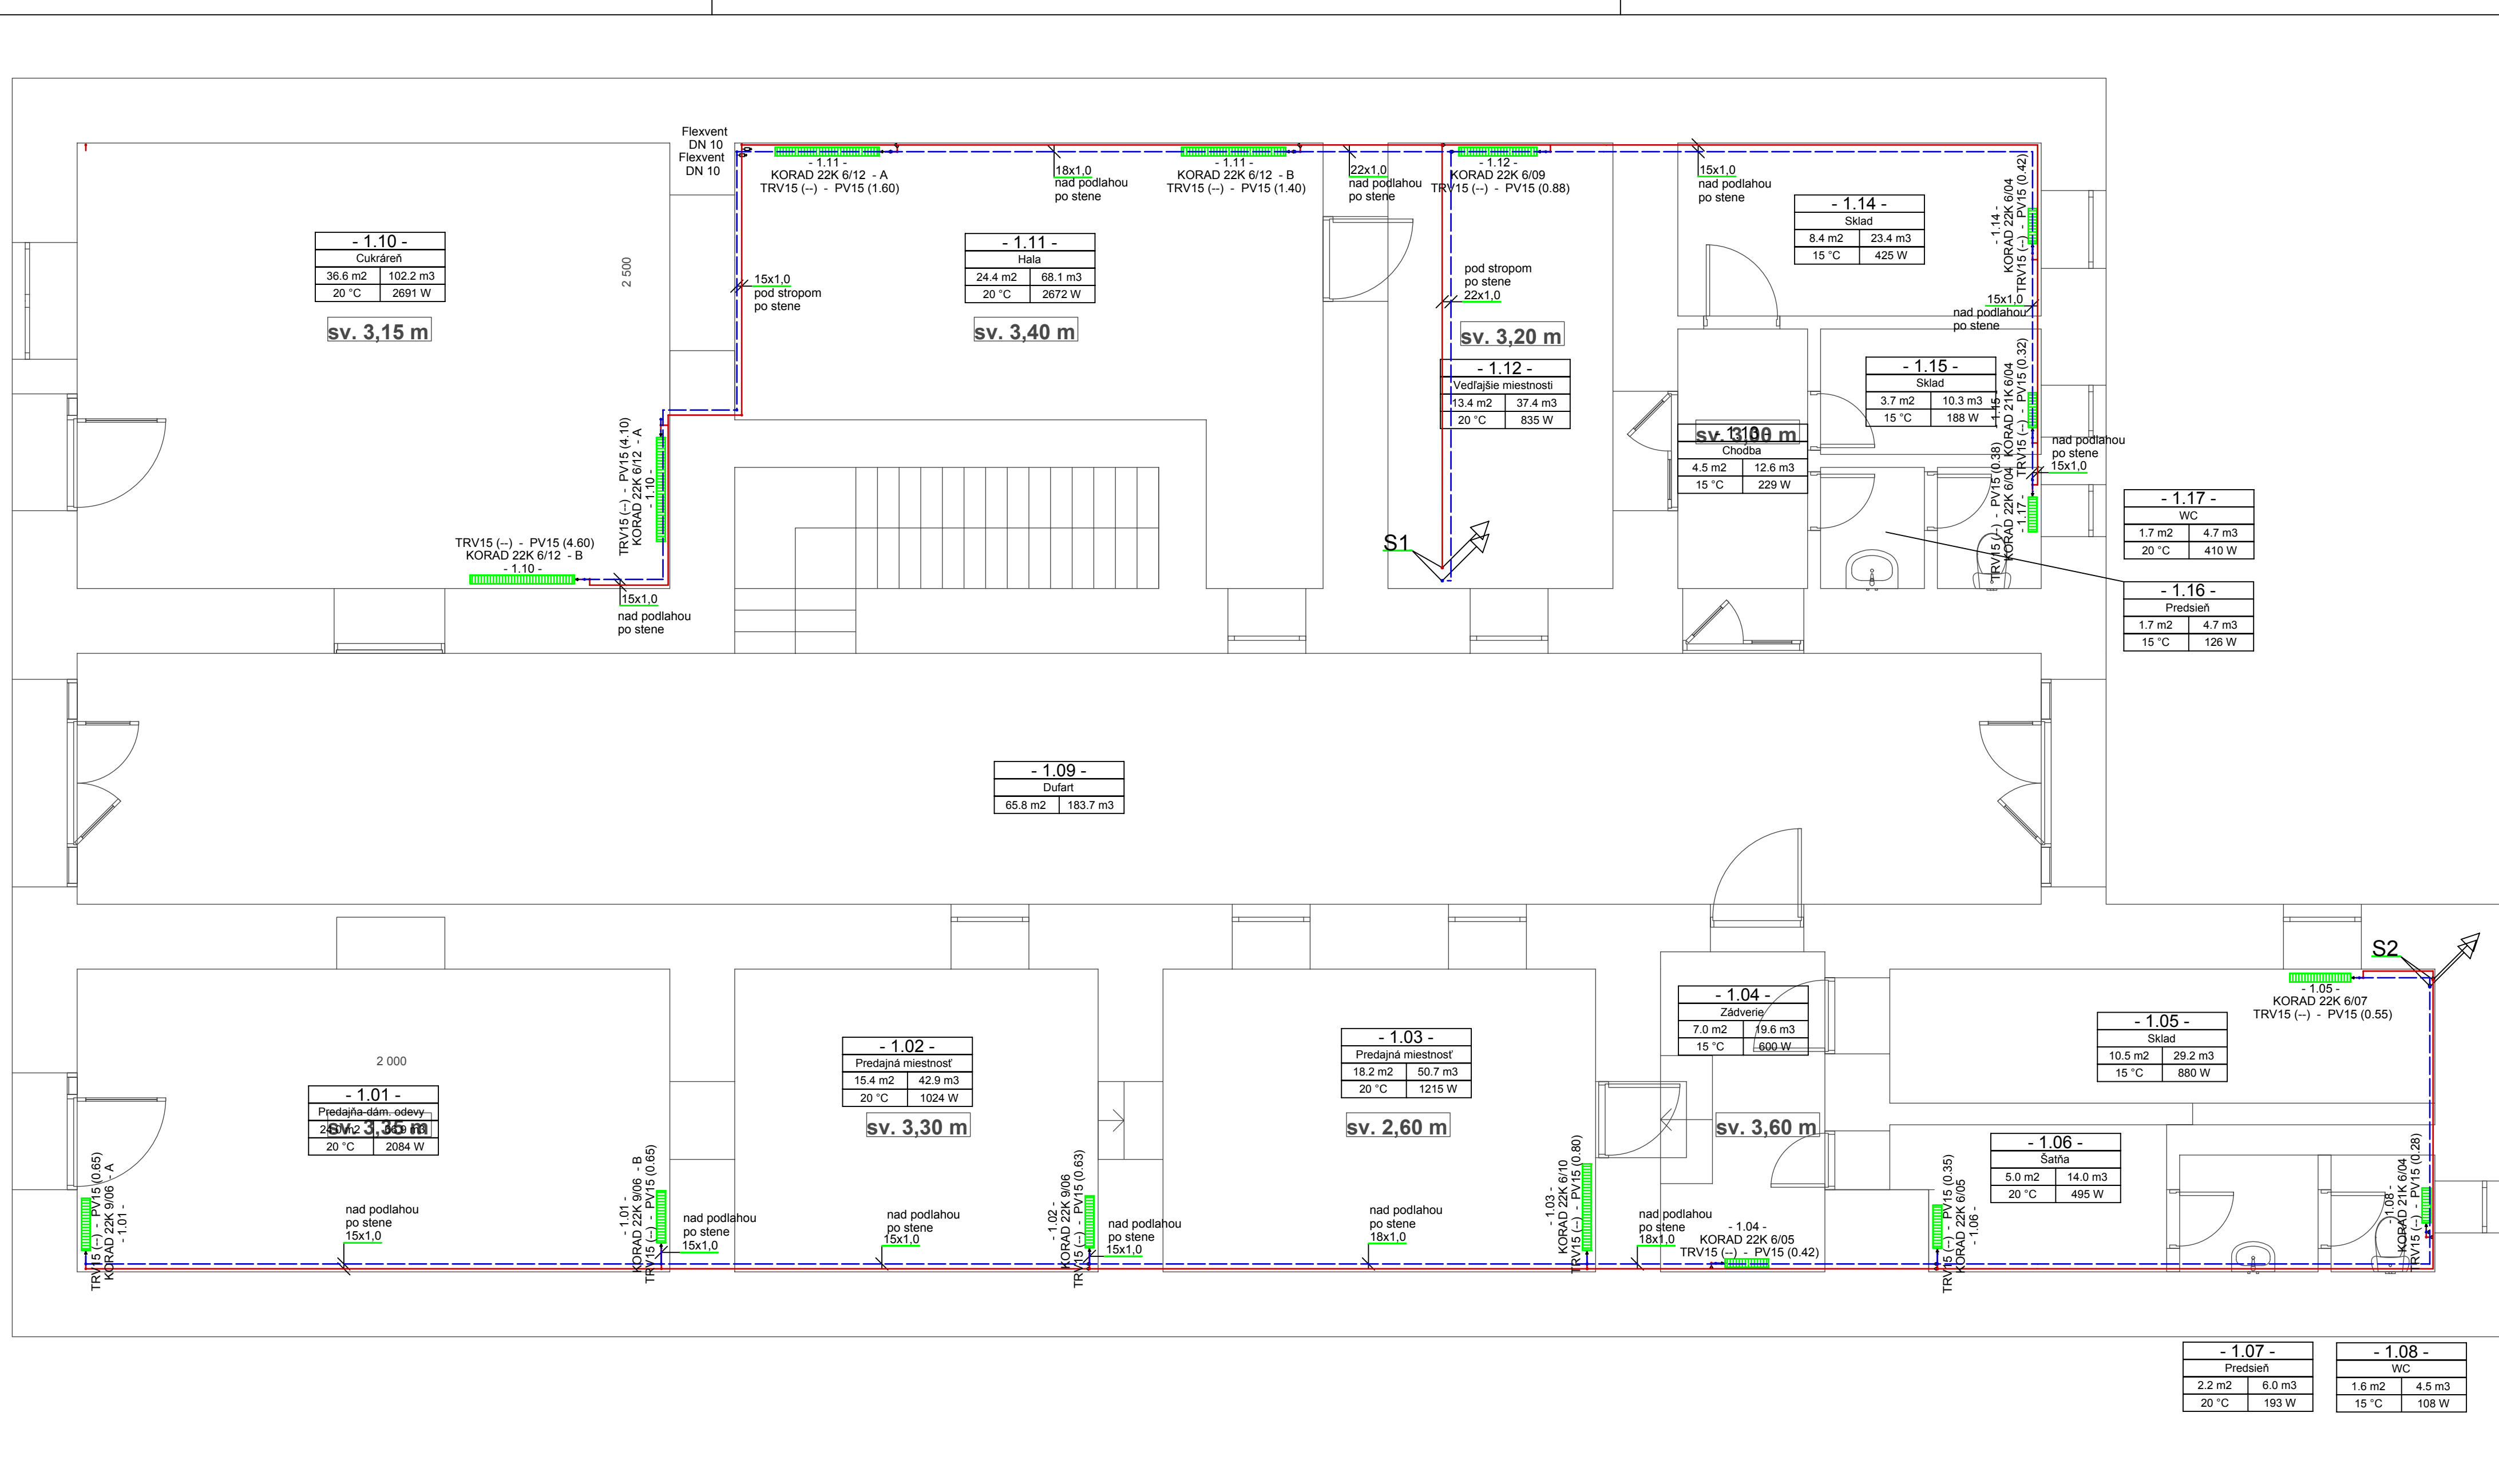 Flexvent
DN 10
Flexvent
DN 10
- 1.11 -
KORAD 22K 6/12 - A
TRV15 (--) - PV15 (1.60)
18x1,0
nad podlahou
po stene
- 1.11 -
KORAD 22K 6/12 - B
TRV15 (--) - PV15 (1.40)
22x1,0
nad podlahou
po stene
- 1.12 -
KORAD 22K 6/09
TRV15 (--) - PV15 (0.88)
15x1,0
nad podlahou
po stene
- 1.14 -
KORAD 22K 6/04
TRV15 (--) - PV15 (0.42)
- 1.14 -
Sklad
8.4 m2 23.4 m3
15 °C 425 W
- 1.10 -
Cukráreň
36.6 m2 102.2 m3
20 °C 2691 W
sv. 3,15 m
2 500
- 1.11 -
Hala
24.4 m2 68.1 m3
20 °C 2672 W
sv. 3,40 m
15x1,0
pod stropom
po stene
pod stropom
po stene
22x1,0
sv. 3,20 m
- 1.12 -
Vedľajšie miestnosti
13.4 m2 37.4 m3
20 °C 835 W
15x1,0
nad podlahou
po stene
- 1.15 -
Sklad
3.7 m2 10.3 m3
15 °C 188 W
- 1.15 -
KORAD 21K 6/04
TRV15 (--) - PV15 (0.32)
sv. 3,00 m
- 1.13 -
Chodba
4.5 m2 12.6 m3
15 °C 229 W
nad podlahou
po stene
15x1,0
TRV15 (--) - PV15 (0.38)
KORAD 22K 6/04
- 1.17 -
- 1.17 -
WC
1.7 m2 4.7 m3
20 °C 410 W
- 1.16 -
Predsieň
1.7 m2 4.7 m3
15 °C 126 W
TRV15 (--) - PV15 (4.10)
KORAD 22K 6/12 - A
- 1.10 -
TRV15 (--) - PV15 (4.60)
KORAD 22K 6/12 - B
- 1.10 -
15x1,0
nad podlahou
po stene
S1
- 1.09 -
Dufart
65.8 m2 183.7 m3
S2
- 1.05 -
KORAD 22K 6/07
TRV15 (--) - PV15 (0.55)
- 1.04 -
Zádverie
7.0 m2 19.6 m3
15 °C 600 W
- 1.05 -
Sklad
10.5 m2 29.2 m3
15 °C 880 W
2 000
- 1.01 -
Predajňa-dám. odevy
24.0 m2 66.9 m3
20 °C 2084 W
sv. 3,35 m
- 1.02 -
Predajná miestnosť
15.4 m2 42.9 m3
20 °C 1024 W
sv. 3,30 m
- 1.03 -
Predajná miestnosť
18.2 m2 50.7 m3
20 °C 1215 W
sv. 2,60 m
sv. 3,60 m
- 1.06 -
Šatňa
5.0 m2 14.0 m3
20 °C 495 W
TRV15 (--) - PV15 (0.65)
KORAD 22K 9/06 - A
- 1.01 -
nad podlahou
po stene
15x1,0
- 1.01 -
KORAD 22K 9/06 - B
TRV15 (--) - PV15 (0.65)
nad podlahou
po stene
15x1,0
nad podlahou
po stene
15x1,0
- 1.02 -
KORAD 22K 9/06
TRV15 (--) - PV15 (0.63)
nad podlahou
po stene
15x1,0
nad podlahou
po stene
18x1,0
- 1.03 -
KORAD 22K 6/10
TRV15 (--) - PV15 (0.80)
nad podlahou
po stene
18x1,0
- 1.04 -
KORAD 22K 6/05
TRV15 (--) - PV15 (0.42)
TRV15 (--) - PV15 (0.35)
KORAD 22K 6/05
- 1.06 -
- 1.08 -
KORAD 21K 6/04
TRV15 (--) - PV15 (0.28)
- 1.07 -
Predsieň
2.2 m2 6.0 m3
20 °C 193 W
- 1.08 -
WC
1.6 m2 4.5 m3
15 °C 108 W